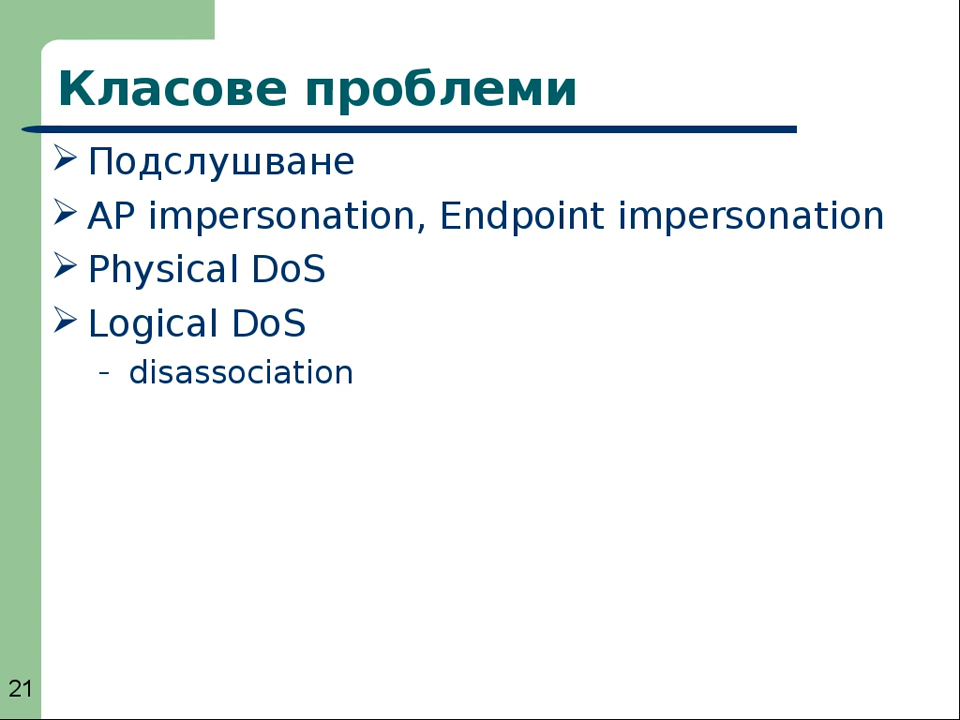 Класове проблеми
➢ Подслушване
➢ AP impersonation, Endpoint impersonation
➢ Physical DoS
➢ Logical DoS
– disassociation
21